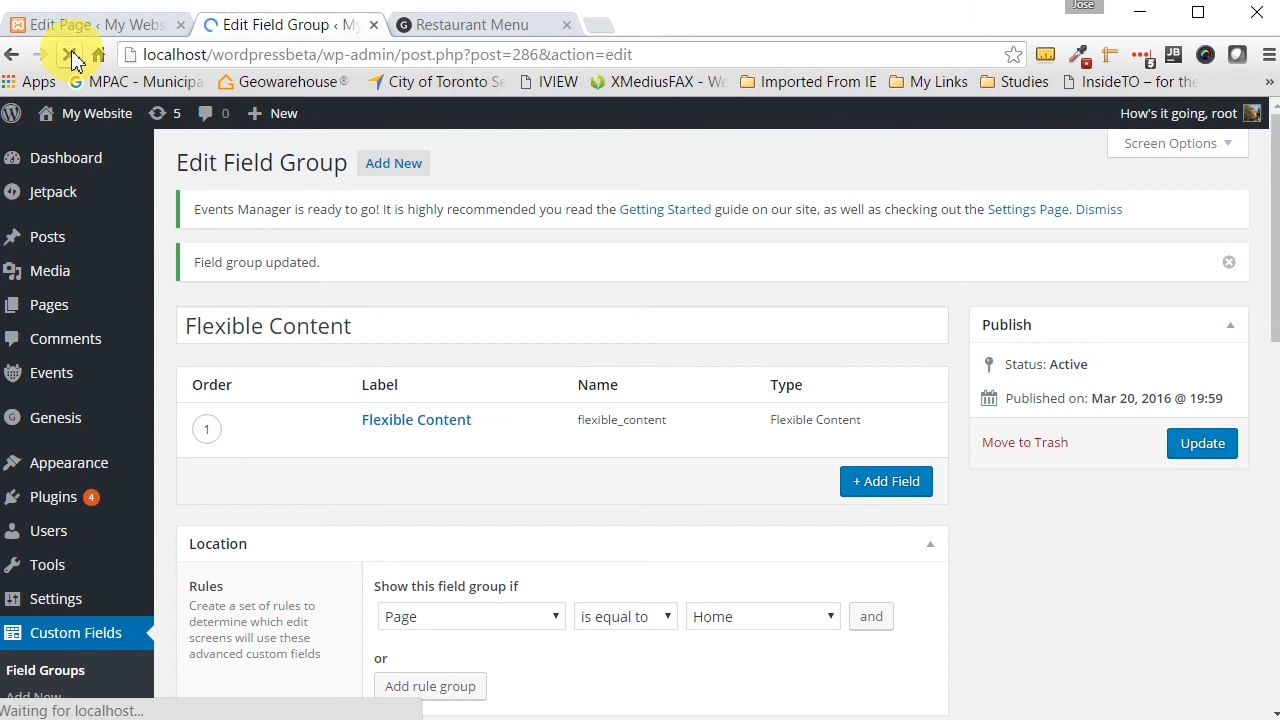 Jose
Edit Page ‹ My Webs
Edit Field Group ‹ My
Restaurant Menu
localhost/wordpressbeta/wp-admin/post.php?post=286&action=edit
Apps
MPAC - Municipa
Geowarehouse®
City of Toronto Se
IVIEW
XMediusFAX - We
Imported From IE
My Links
Studies
InsideTO – for the
»
My Website
5
0
New
How's it going, root
Screen Options
Dashboard
Jetpack
Posts
Media
Pages
Comments
Events
Genesis
Appearance
Plugins 4
Users
Tools
Settings
Custom Fields
Field Groups
Add New
Edit Field Group
Add New
Events Manager is ready to go! It is highly recommended you read the Getting Started guide on our site, as well as checking out the Settings Page. Dismiss
Field group updated.
Flexible Content
Order Label Name Type
1 Flexible Content flexible_content Flexible Content
+ Add Field
Publish
Status: Active
Published on: Mar 20, 2016 @ 19:59
Move to Trash
Update
Location
Rules
Create a set of rules to
determine which edit
screens will use these
advanced custom fields
Show this field group if
Page
is equal to
Home
and
or
Add rule group
Waiting for localhost...